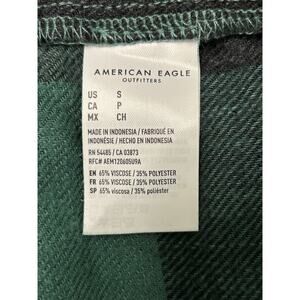 AMERICAN EAGLE
OUTFITTERS
US S
CA P
MX CH
MADE IN INDONESIA / FABRIQUÉ EN
INDONÉSIE / HECHO EN INDONESIA
RN 54485 / CA 03873
RFC# AEM120605U9A
EN 65% VISCOSE / 35% POLYESTER
FR 65% VISCOSE / 35% POLYESTER
SP 65% viscosa / 35% poliéster